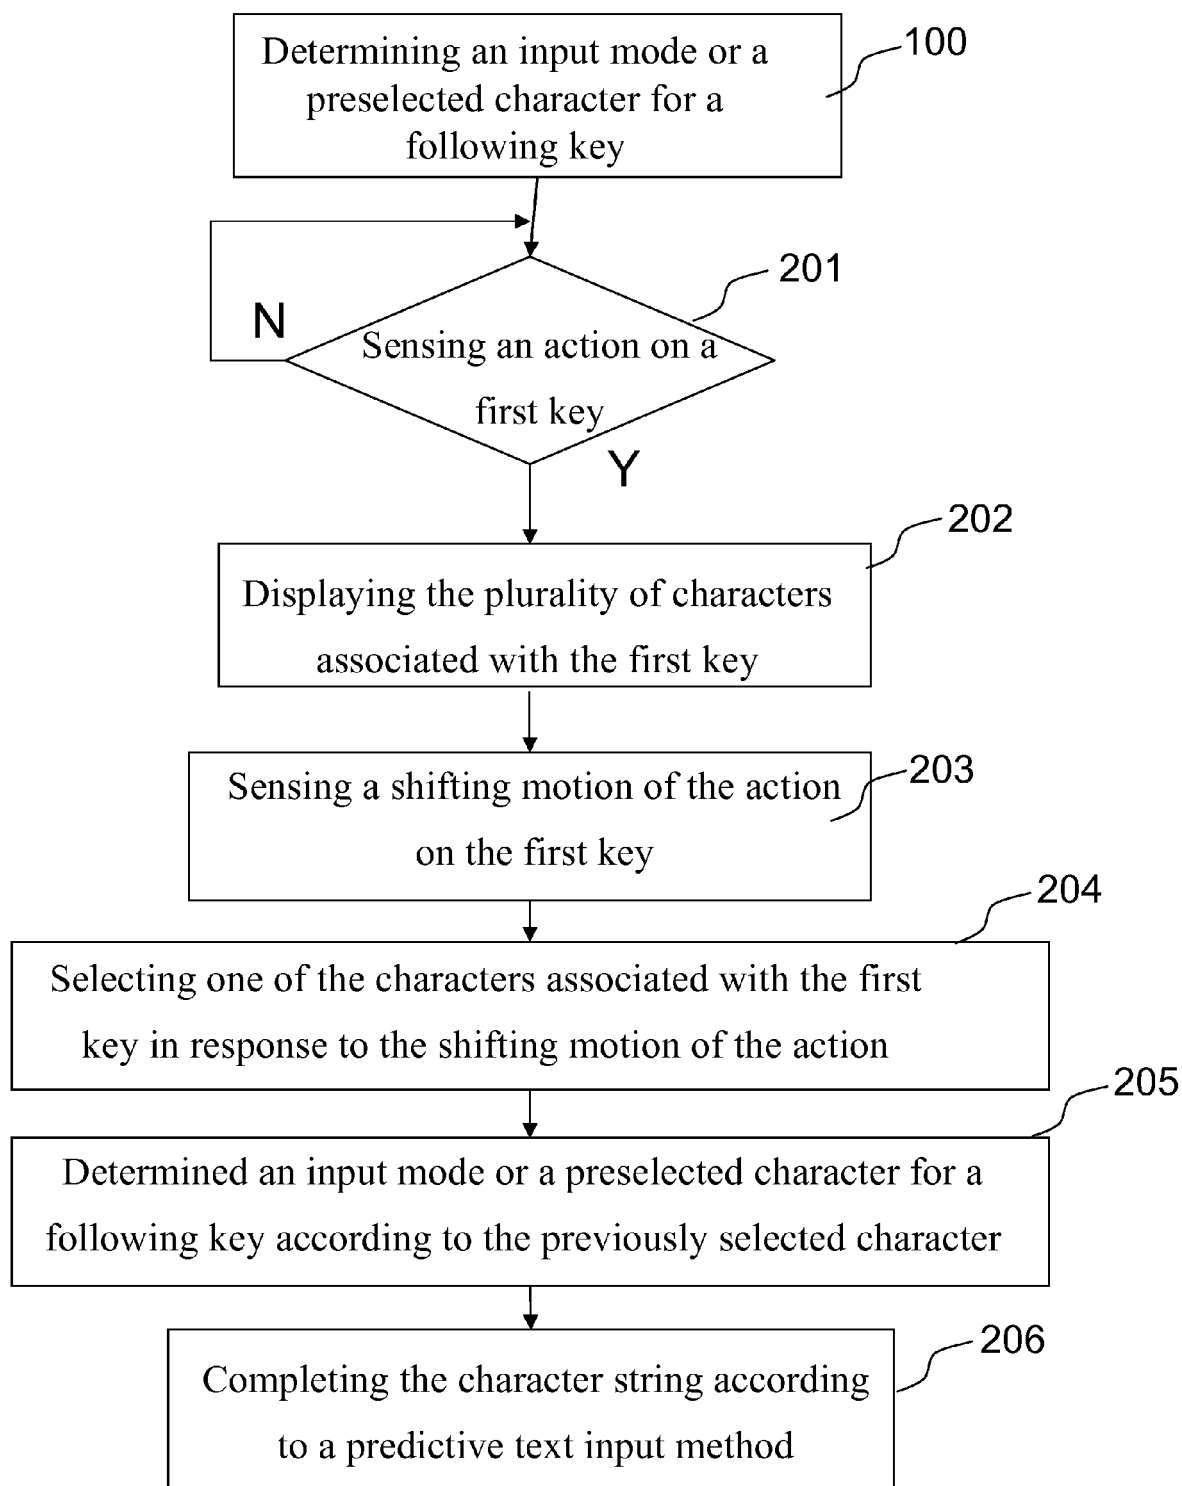 Determining an input mode or a
preselected character for a
following key
100
201
N
Sensing an action on a
first key
Y
202
Displaying the plurality of characters
associated with the first key
203
Sensing a shifting motion of the action
on the first key
204
Selecting one of the characters associated with the first
key in response to the shifting motion of the action
205
Determined an input mode or a preselected character for a
following key according to the previously selected character
206
Completing the character string according
to a predictive text input method